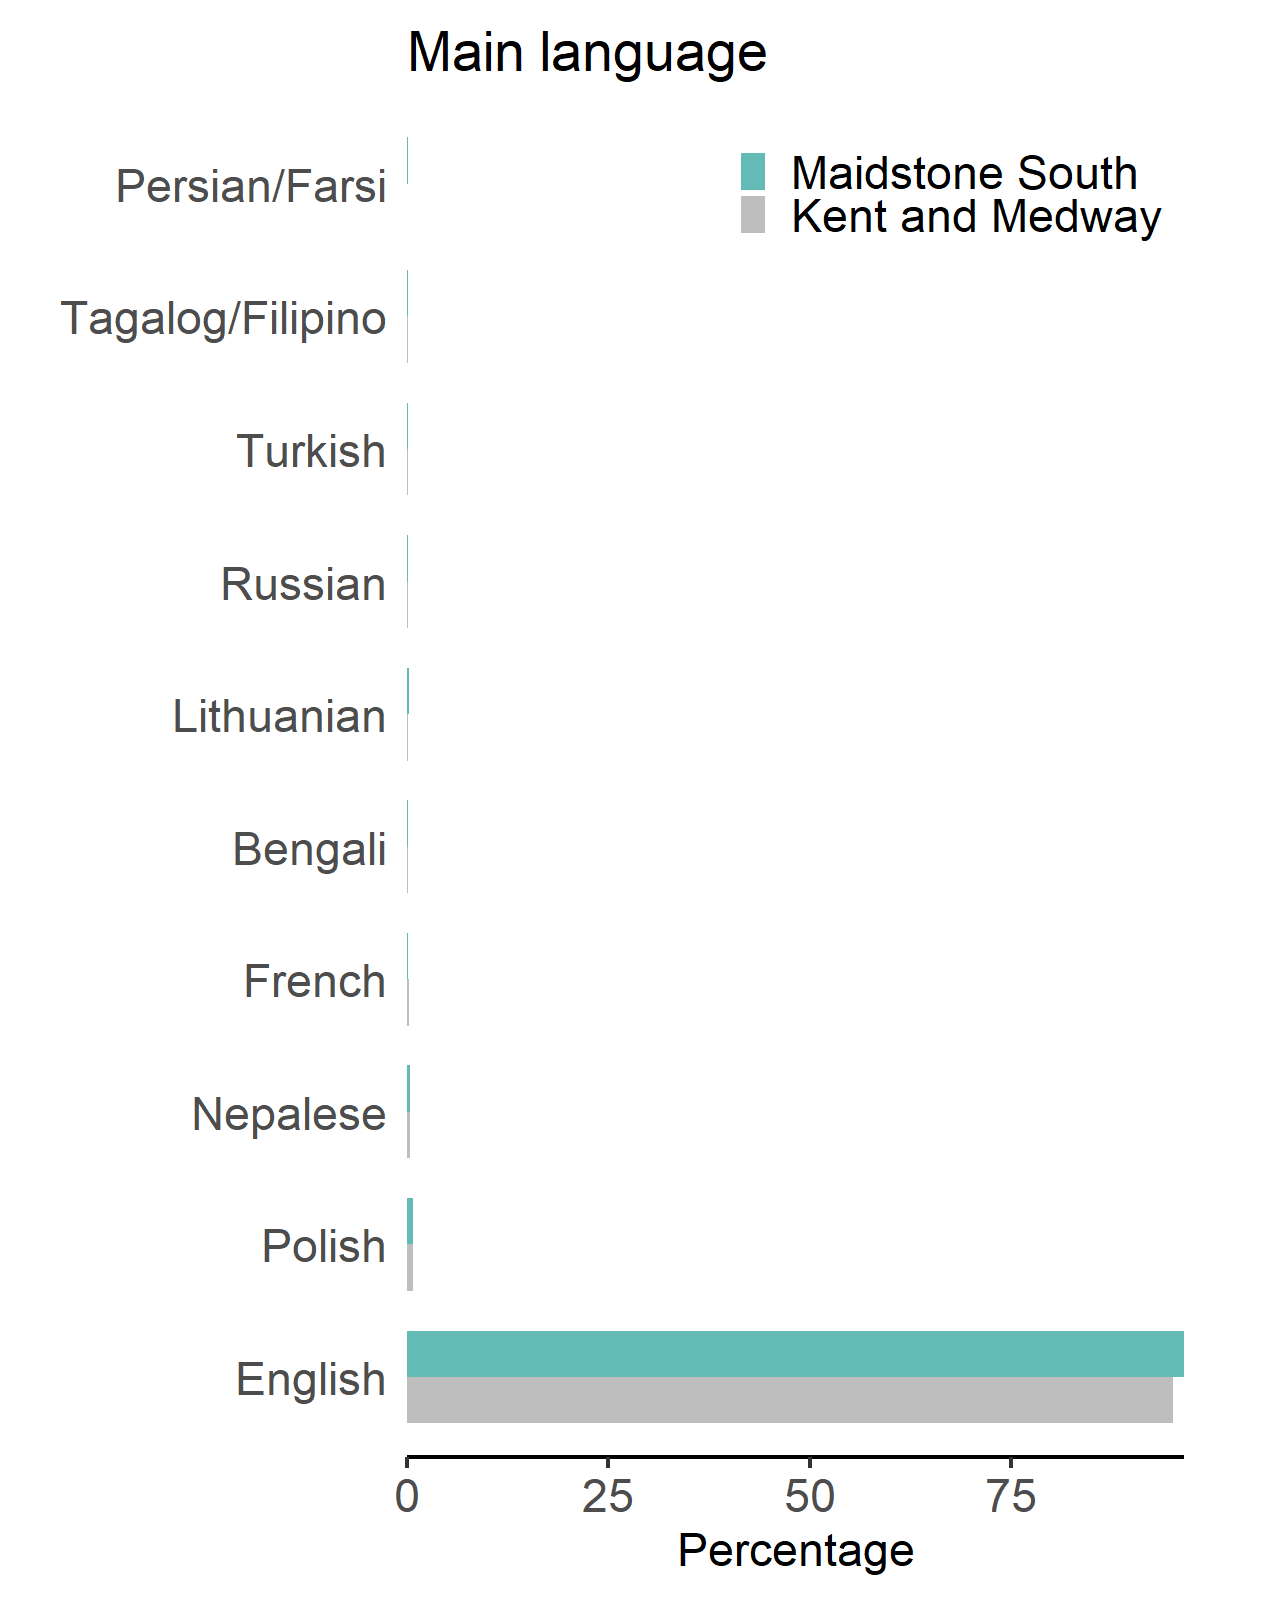 Main language
Maidstone South
Kent and Medway
Persian/Farsi
Tagalog/Filipino
Turkish
Russian
Lithuanian
Bengali
French
Nepalese
Polish
English
0 25 50 75
Percentage